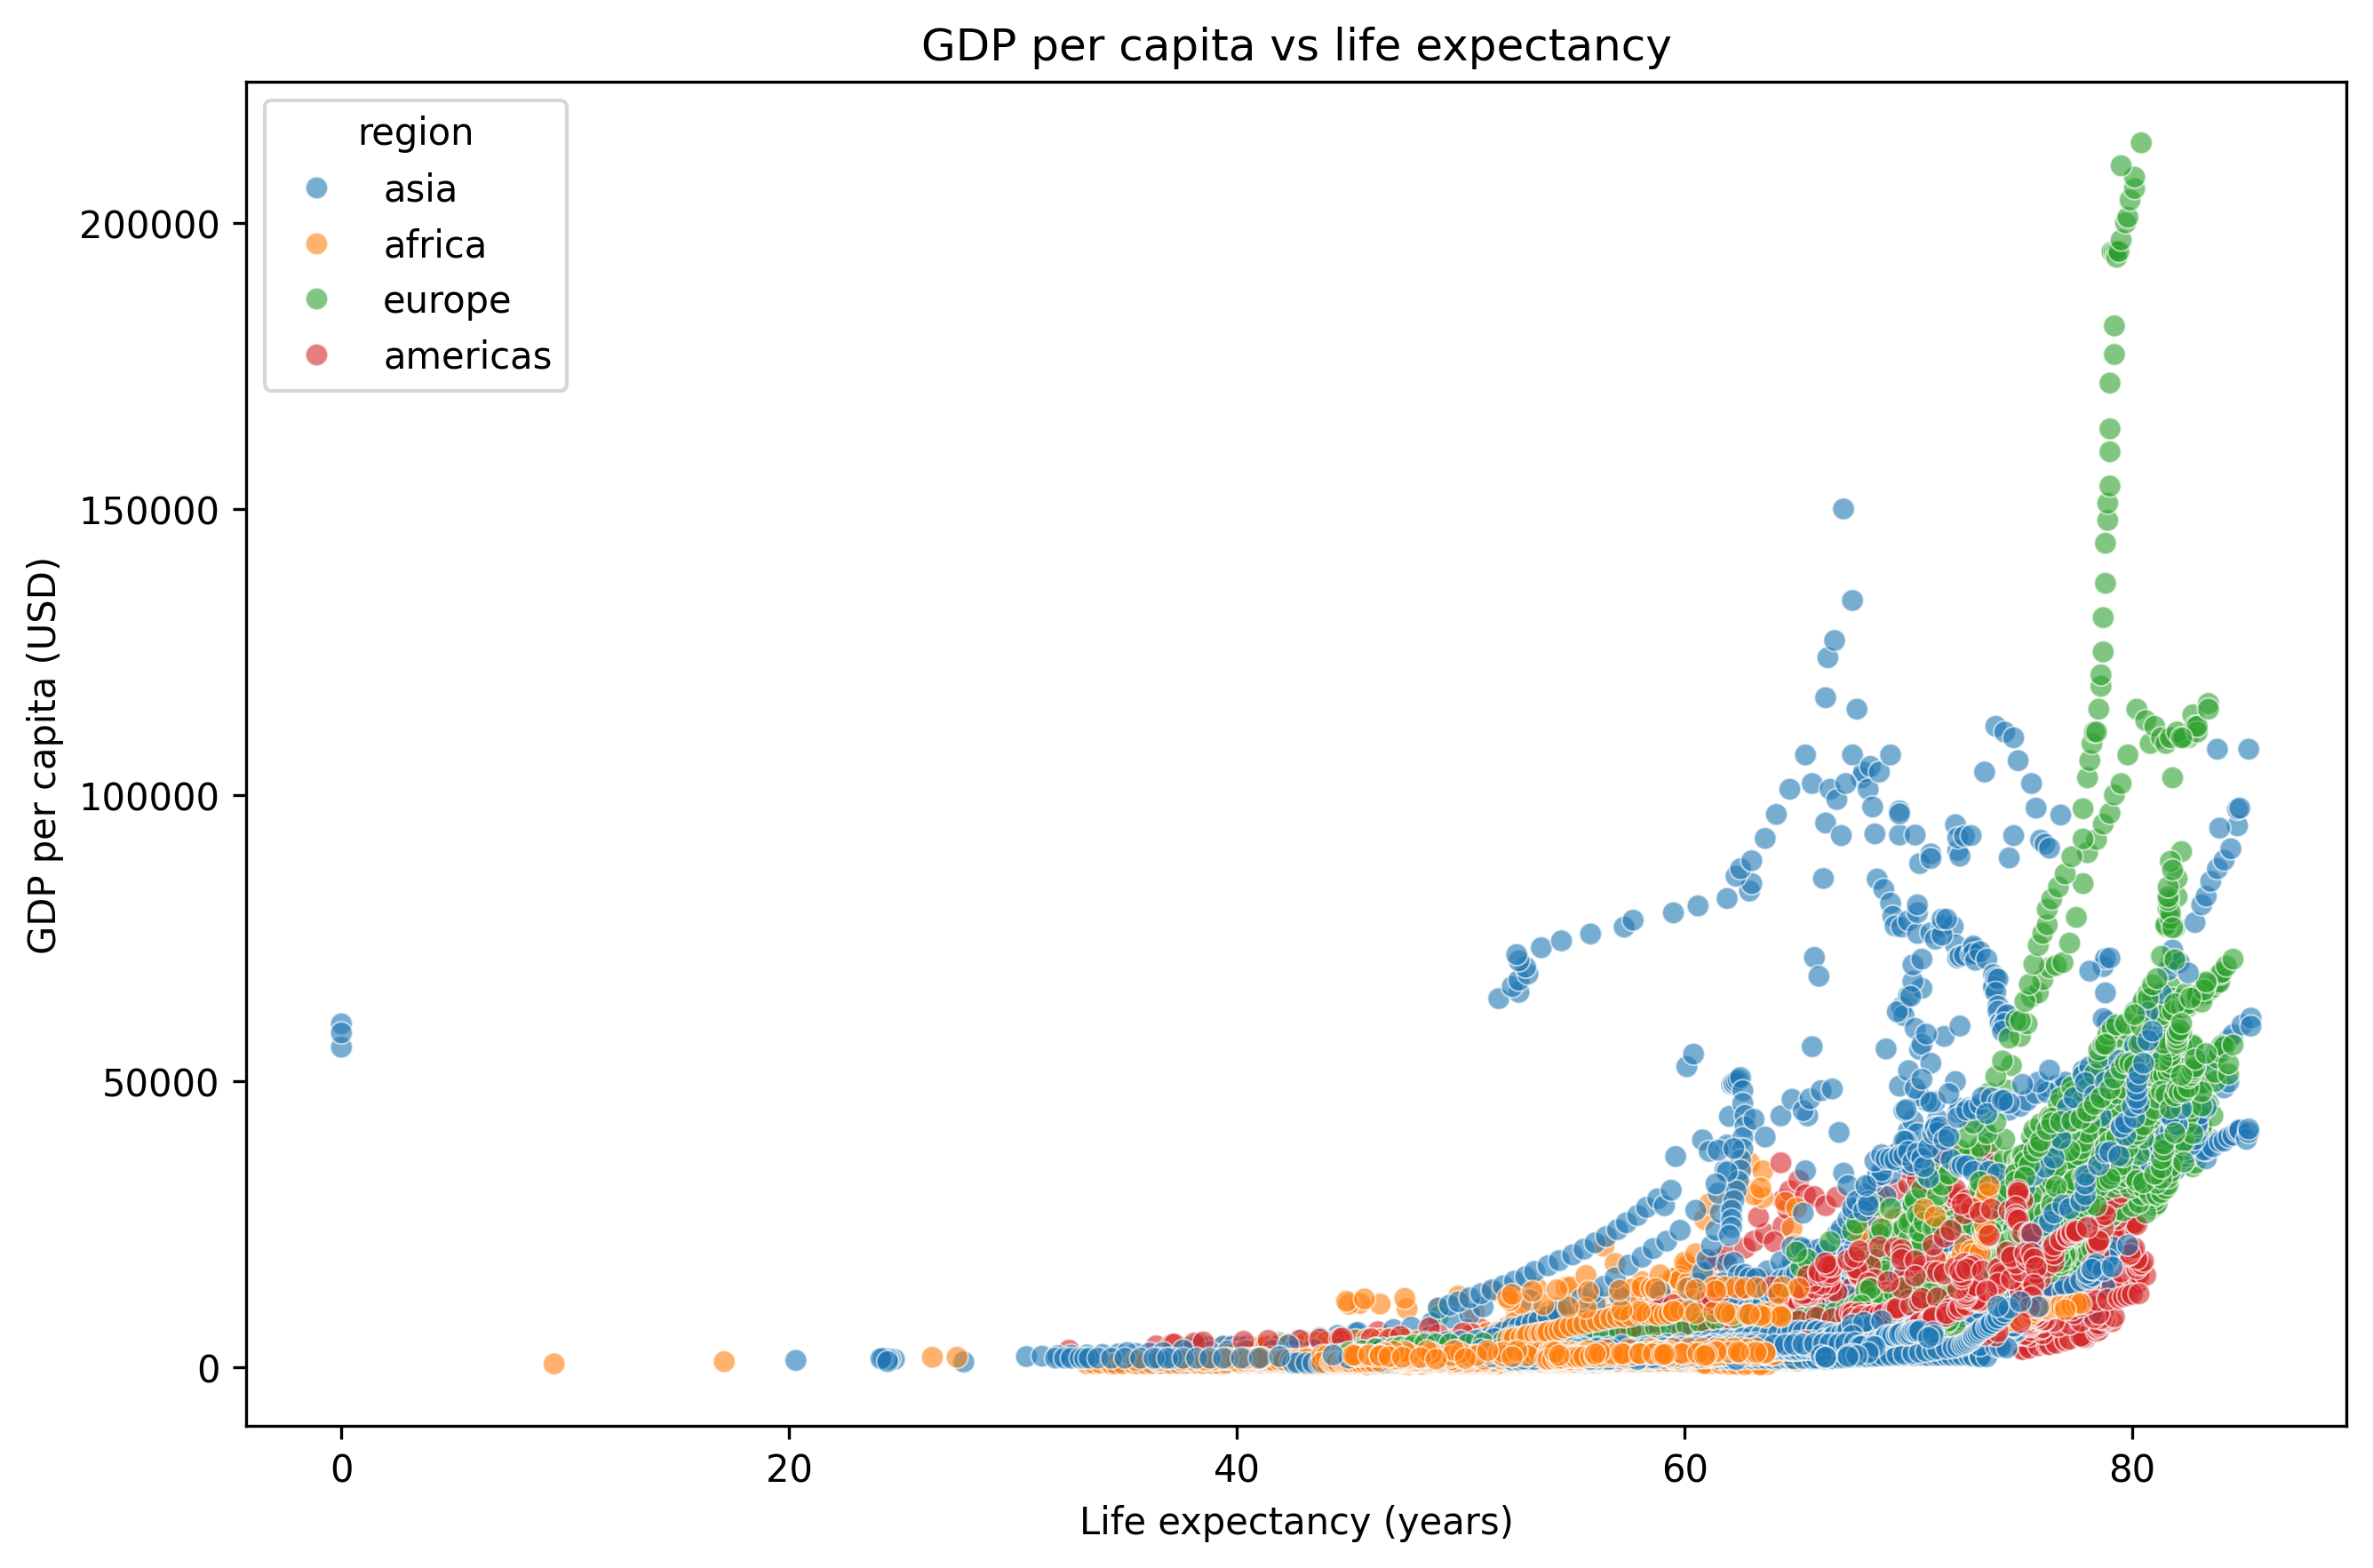 GDP per capita vs life expectancy
region
asia
africa
europe
americas
GDP per capita (USD)
200000
150000
100000
50000
0
0 20 40 60 80
Life expectancy (years)